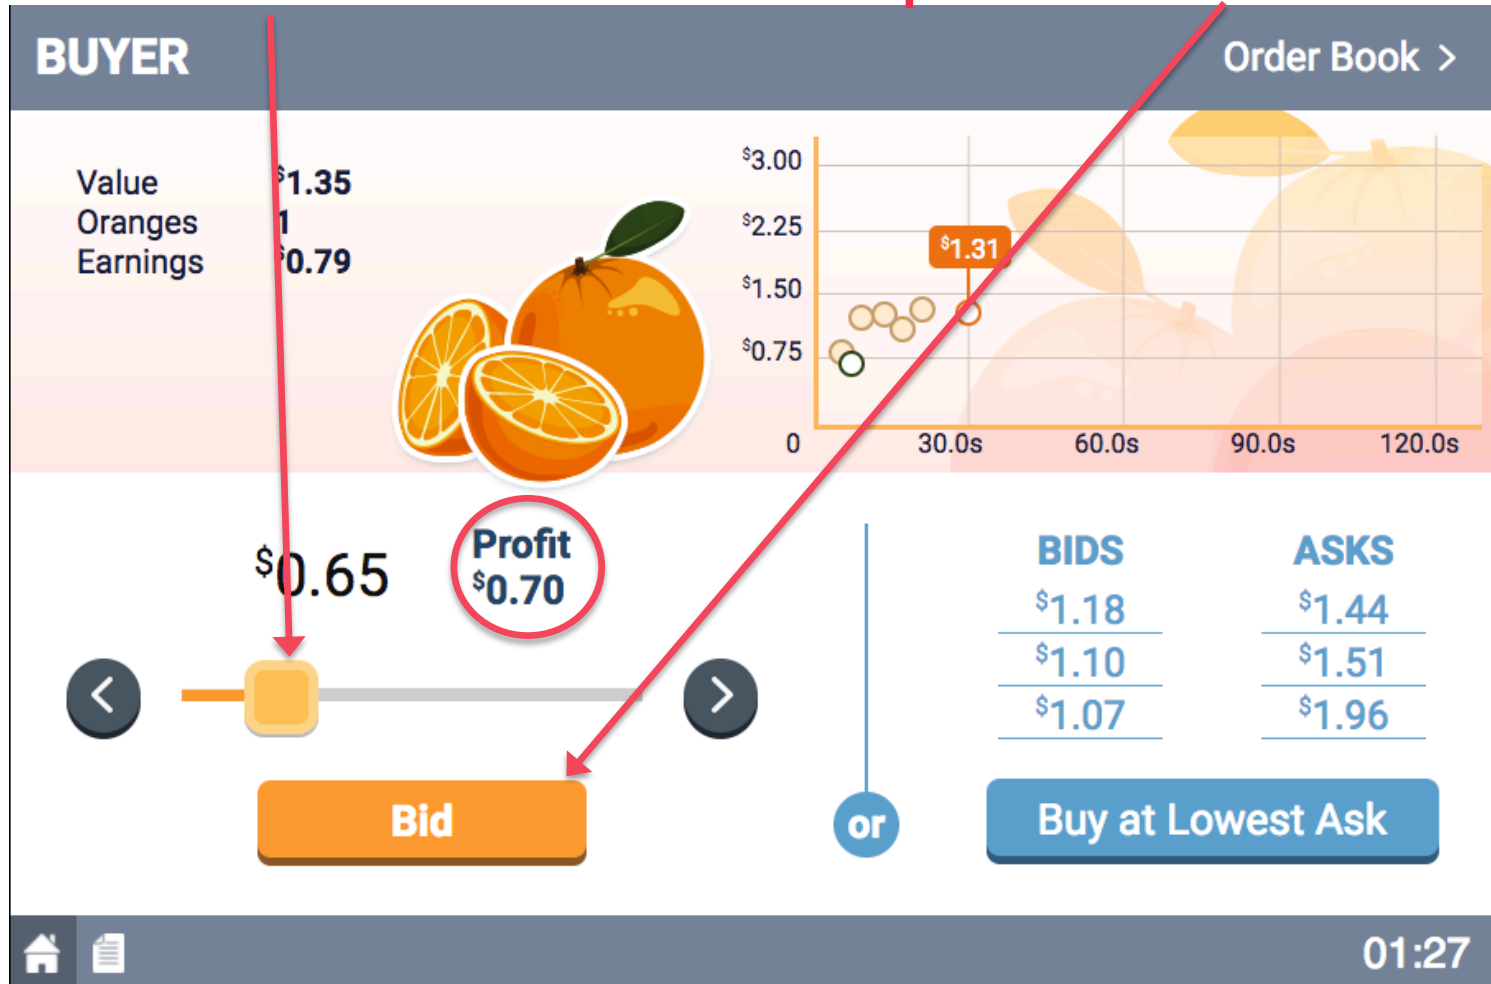 BUYER
Order Book >
Value $1.35
Oranges 1
Earnings $0.79
$3.00
$2.25
$1.50
$0.75
0 30.0s 60.0s 90.0s 120.0s
$1.31
$0.65
Profit
$0.70
Bid
or
BIDS ASKS
$1.18 $1.44
$1.10 $1.51
$1.07 $1.96
Buy at Lowest Ask
01:27